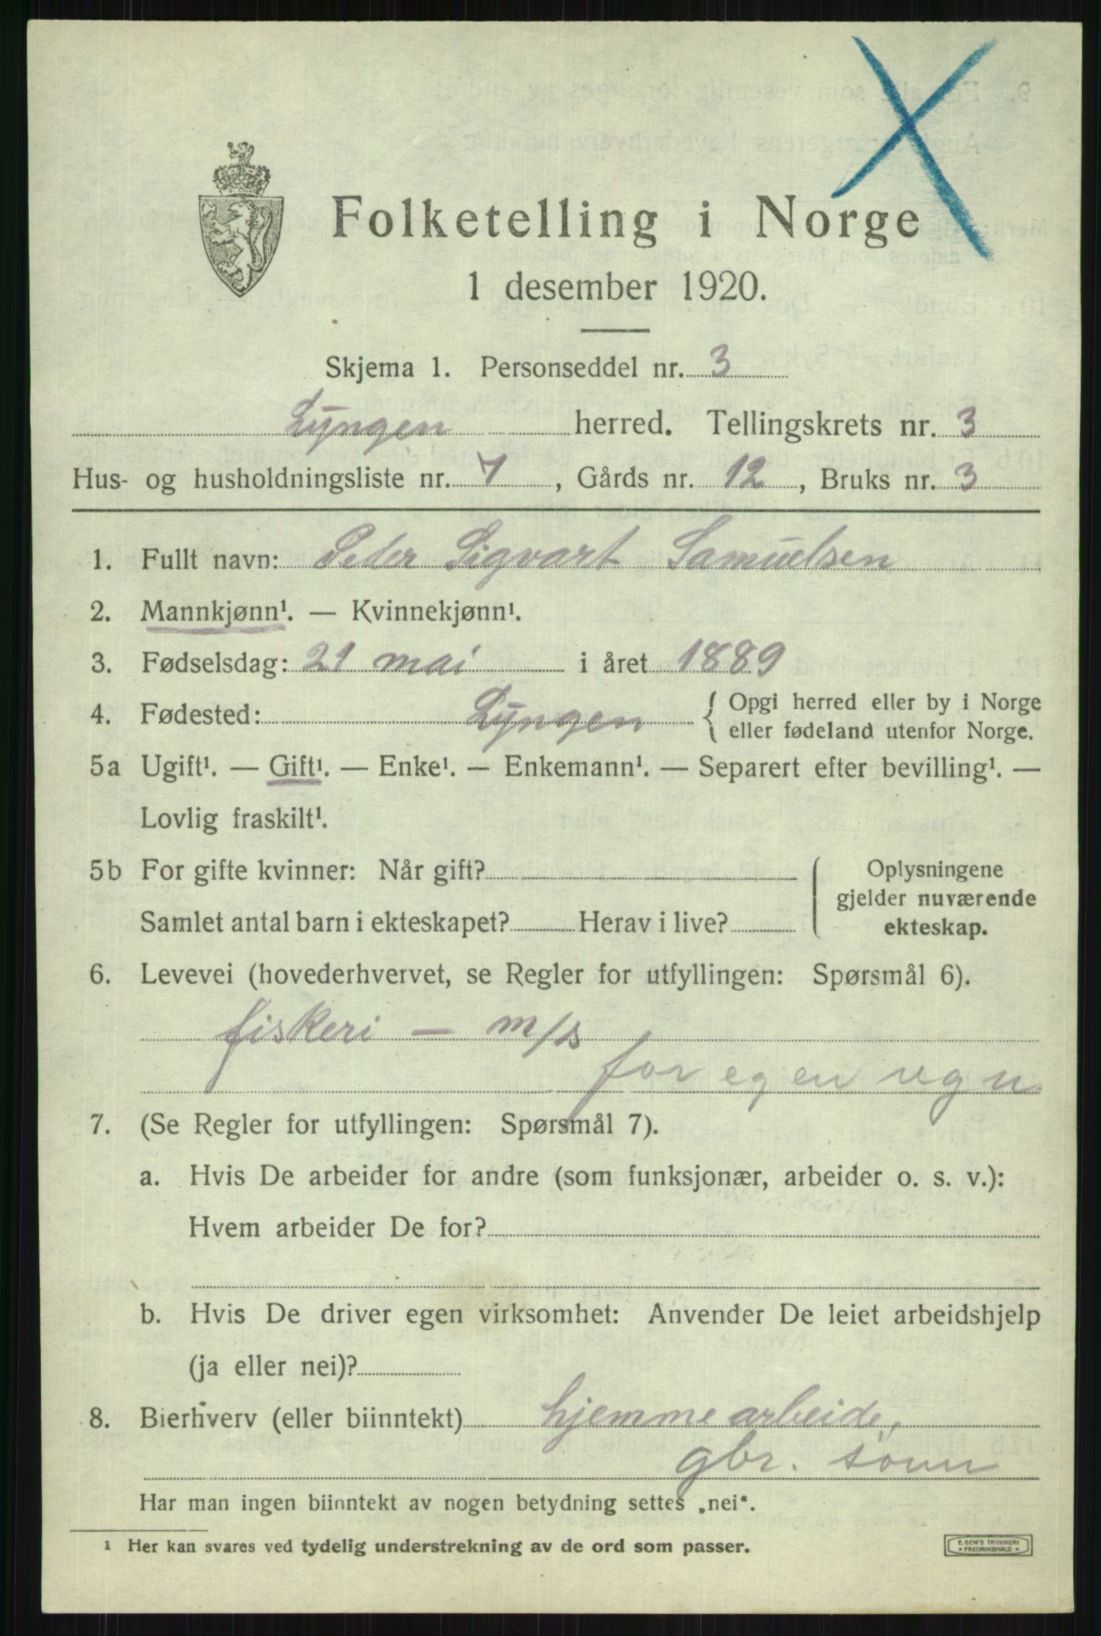 Folketelling i Norge
1 desember 1920.
Skjema 1. Personseddel nr. 3
Lyngen herred. Tellingskrets nr. 3
Hus- og husholdningsliste nr. 7, Gårds nr. 12, Bruks nr. 3
1. Fullt navn: Peder Sigvart Samuelsen
2. Mannkjønn¹. — Kvinnekjønn¹.
3. Fødselsdag: 21 mai i året 1889
4. Fødested: Lyngen { Opgi herred eller by i Norge
eller fødeland utenfor Norge.
5a Ugift¹. — Gift¹. — Enke¹. — Enkemann¹. — Separert efter bevilling¹. —
Lovlig fraskilt¹.
5b For gifte kvinner: Når gift?
Samlet antal barn i ekteskapet? Herav i live?
Oplysningene
gjelder nuværende
ekteskap.
6. Levevei (hovederhvervet, se Regler for utfyllingen: Spørsmål 6).
fiskeri – m/s
for egen regn
7. (Se Regler for utfyllingen: Spørsmål 7).
a. Hvis De arbeider for andre (som funksjonær, arbeider o. s. v.):
Hvem arbeider De for?
b. Hvis De driver egen virksomhet: Anvender De leiet arbeidshjelp
(ja eller nei)?
8. Bierhverv (eller biinntekt) hjemmearbeide,
gbr. sønn
Har man ingen biinntekt av nogen betydning settes „nei“.
¹ Her kan svares ved tydelig understrekning av de ord som passer.
E. SEM'S TRYKKERI
FREDRIKSHALD